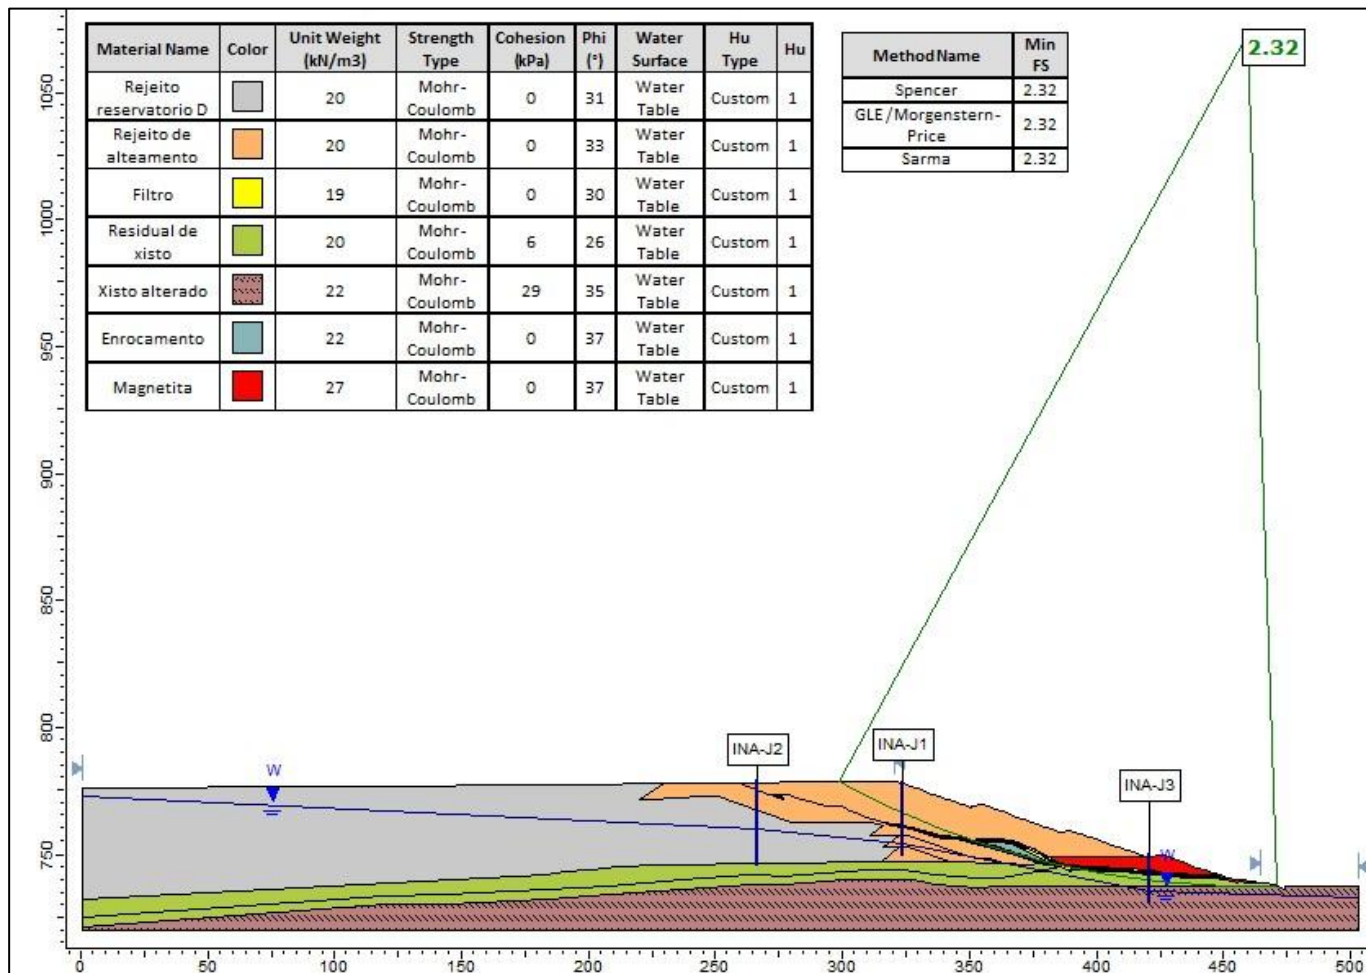 Material Name Color Unit Weight (kN/m3) Strength Type Cohesion (kPa) Phi (°) Water Surface Hu Type Hu
Rejeito reservatorio D 20 Mohr-Coulomb 0 31 Water Table Custom 1
Rejeito de alteamento 20 Mohr-Coulomb 0 33 Water Table Custom 1
Filtro 19 Mohr-Coulomb 0 30 Water Table Custom 1
Residual de xisto 20 Mohr-Coulomb 6 26 Water Table Custom 1
Xisto alterado 22 Mohr-Coulomb 29 35 Water Table Custom 1
Enrocamento 22 Mohr-Coulomb 0 37 Water Table Custom 1
Magnetita 27 Mohr-Coulomb 0 37 Water Table Custom 1
Method Name Min FS
Spencer 2.32
GLE/Morgenstern-Price 2.32
Sarma 2.32
2.32
1050
1000
950
900
850
800
750
W
INA-J2
INA-J1
INA-J3
W
0 50 100 150 200 250 300 350 400 450 500